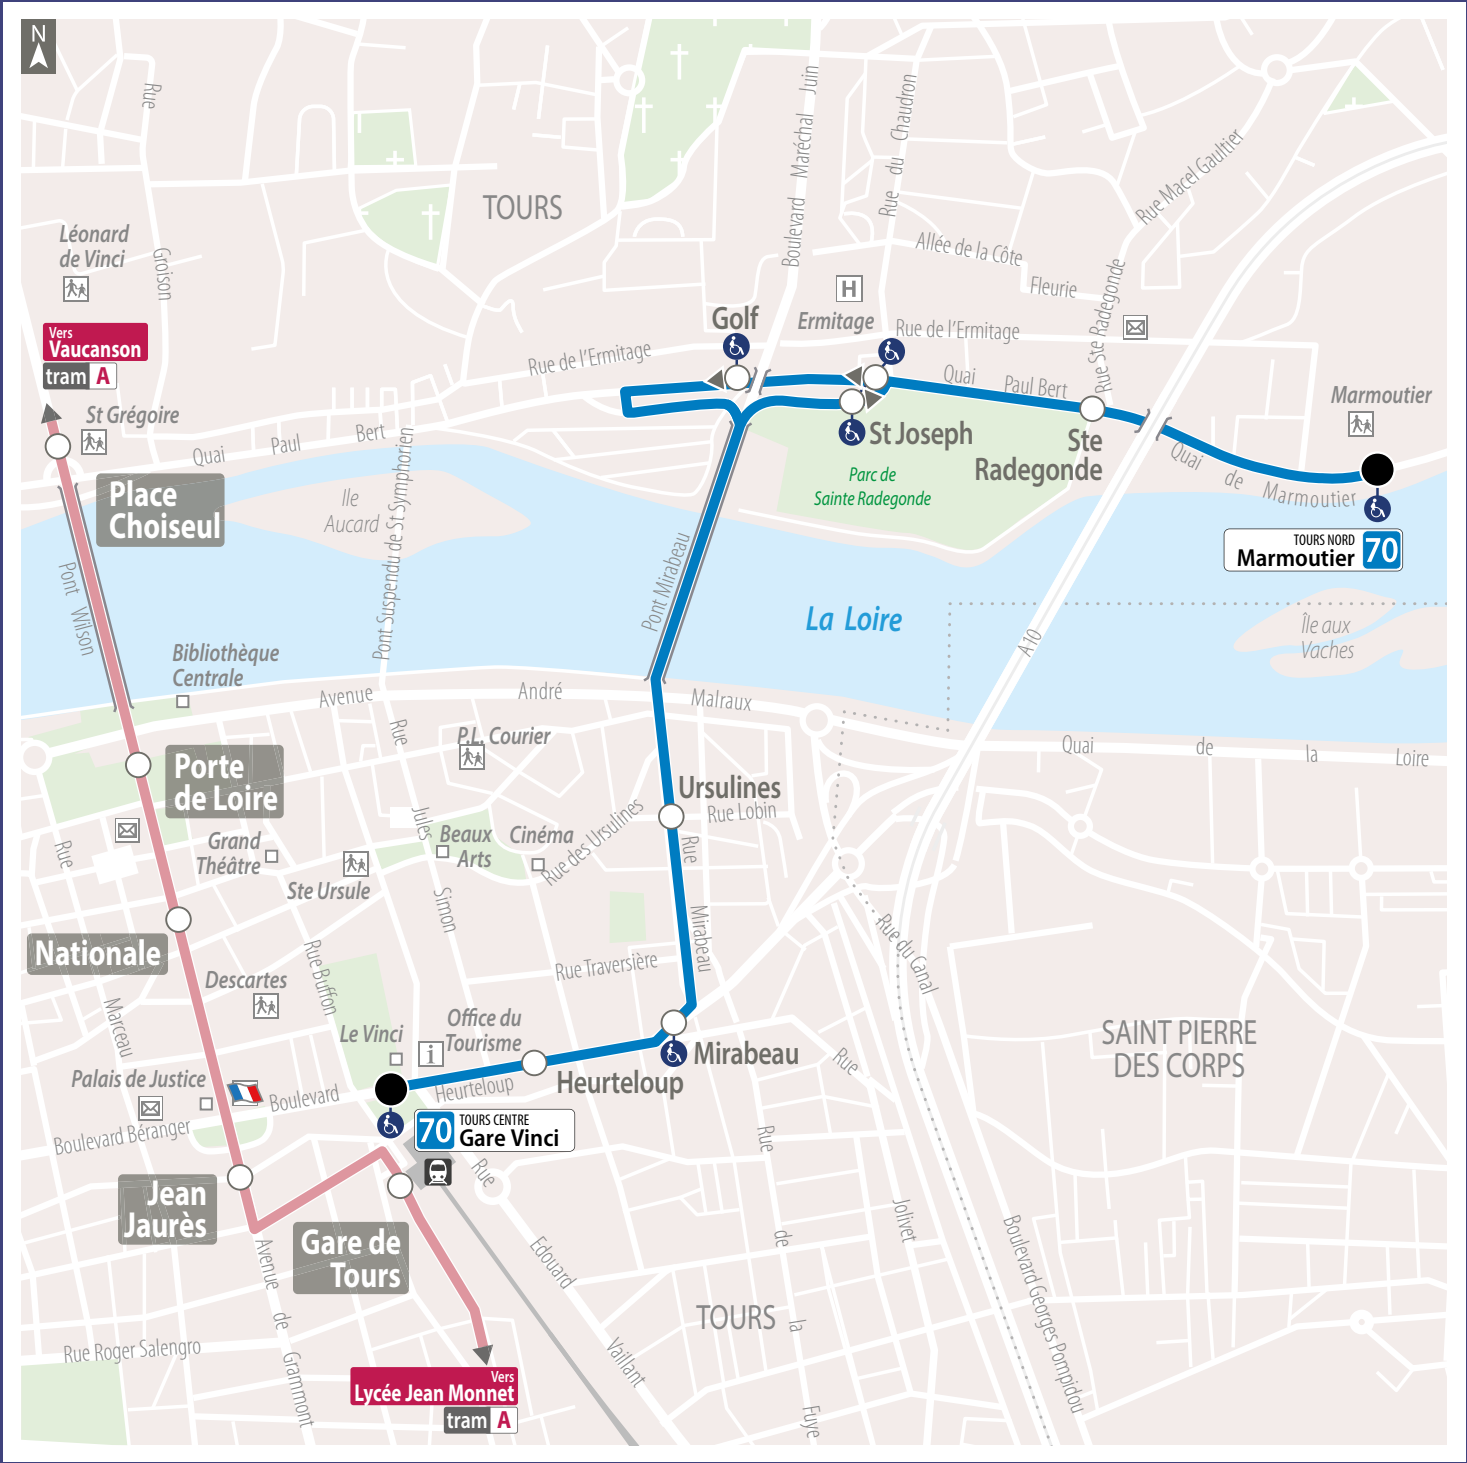 N
Rue
Groison
TOURS
Boulevard Maréchal Juin
Rue du Chaudron
Rue Macel Gaultier
Léonard
de Vinci
Allée de la Côte
Fleurie
Rue Ste Radegonde
Vers
Vaucanson
tram A
Golf
H
Ermitage
Rue de l'Ermitage
Rue de l'Ermitage
St Grégoire
Quai Paul Bert
Quai Paul Bert
Marmoutier
Place
Choiseul
Ile
Aucard
St Joseph
Ste
Radegonde
Parc de
Sainte Radegonde
Quai de Marmoutier
TOURS NORD
Marmoutier 70
Pont Wilson
Pont Suspendu de St Symphorien
Pont Mirabeau
La Loire
A 10
Île aux
Vaches
Bibliothèque
Centrale
Avenue André Malraux
Quai de la Loire
Porte
de Loire
P.L. Courier
Ursulines
Rue Lobin
Rue Jules Simon
Grand
Théâtre
Beaux
Arts
Cinéma
Rue des Ursulines
Ste Ursule
Rue Marceau
Rue Mirabeau
Nationale
Descartes
Rue Buffon
Rue Traversière
Rue du Canal
Le Vinci
Office du
Tourisme
i
Mirabeau
Heurteloup
SAINT PIERRE
DES CORPS
Palais de Justice
Boulevard Heurteloup
Boulevard Béranger
70 TOURS CENTRE
Gare Vinci
Jean
Jaurès
Gare de
Tours
Rue Edouard Vaillant
Rue de la Fuye
Rue Jolivet
Boulevard Georges Pompidou
Avenue de Grammont
TOURS
Rue Roger Salengro
Vers
Lycée Jean Monnet
tram A